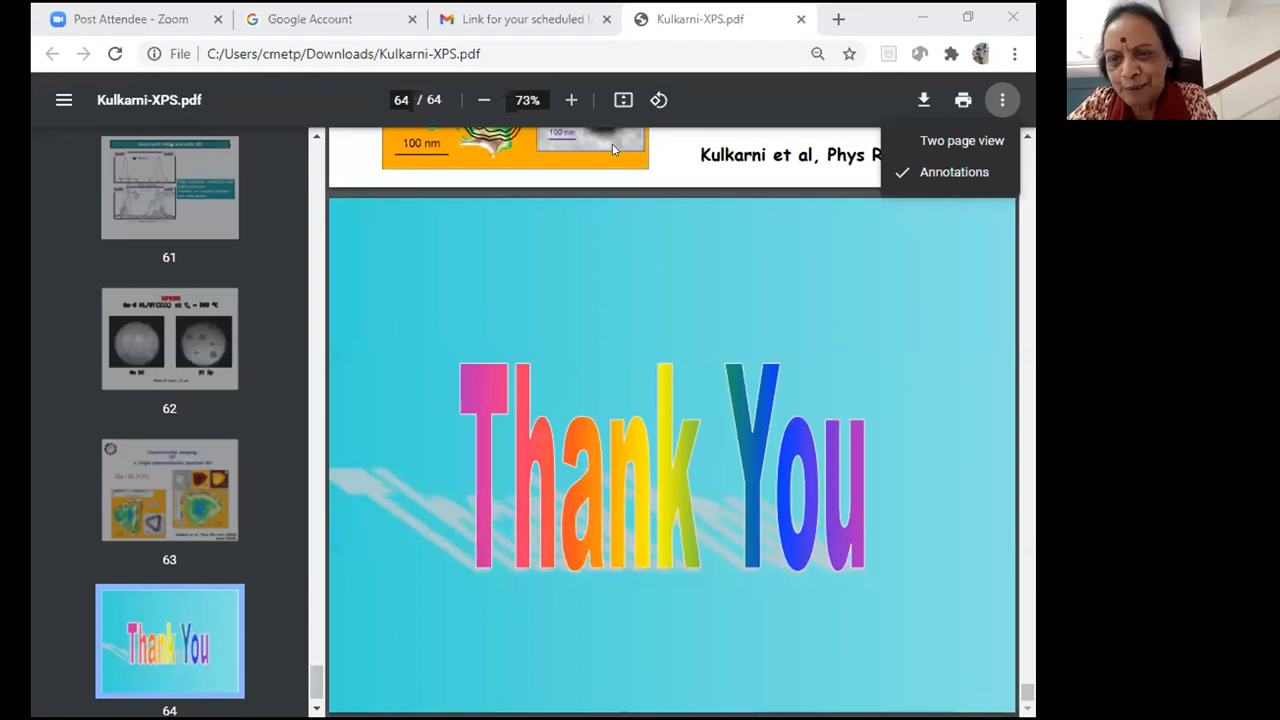 Post Attendee - Zoom
Google Account
Link for your scheduled
Kulkarni-XPS.pdf
File
C:/Users/cmetp/Downloads/Kulkarni-XPS.pdf
Kulkarni-XPS.pdf
64 / 64
73%
Two page view
Annotations
100 nm
100 nm
Kulkarni et al, Phys R
61
62
63
64
Thank You
Thank You